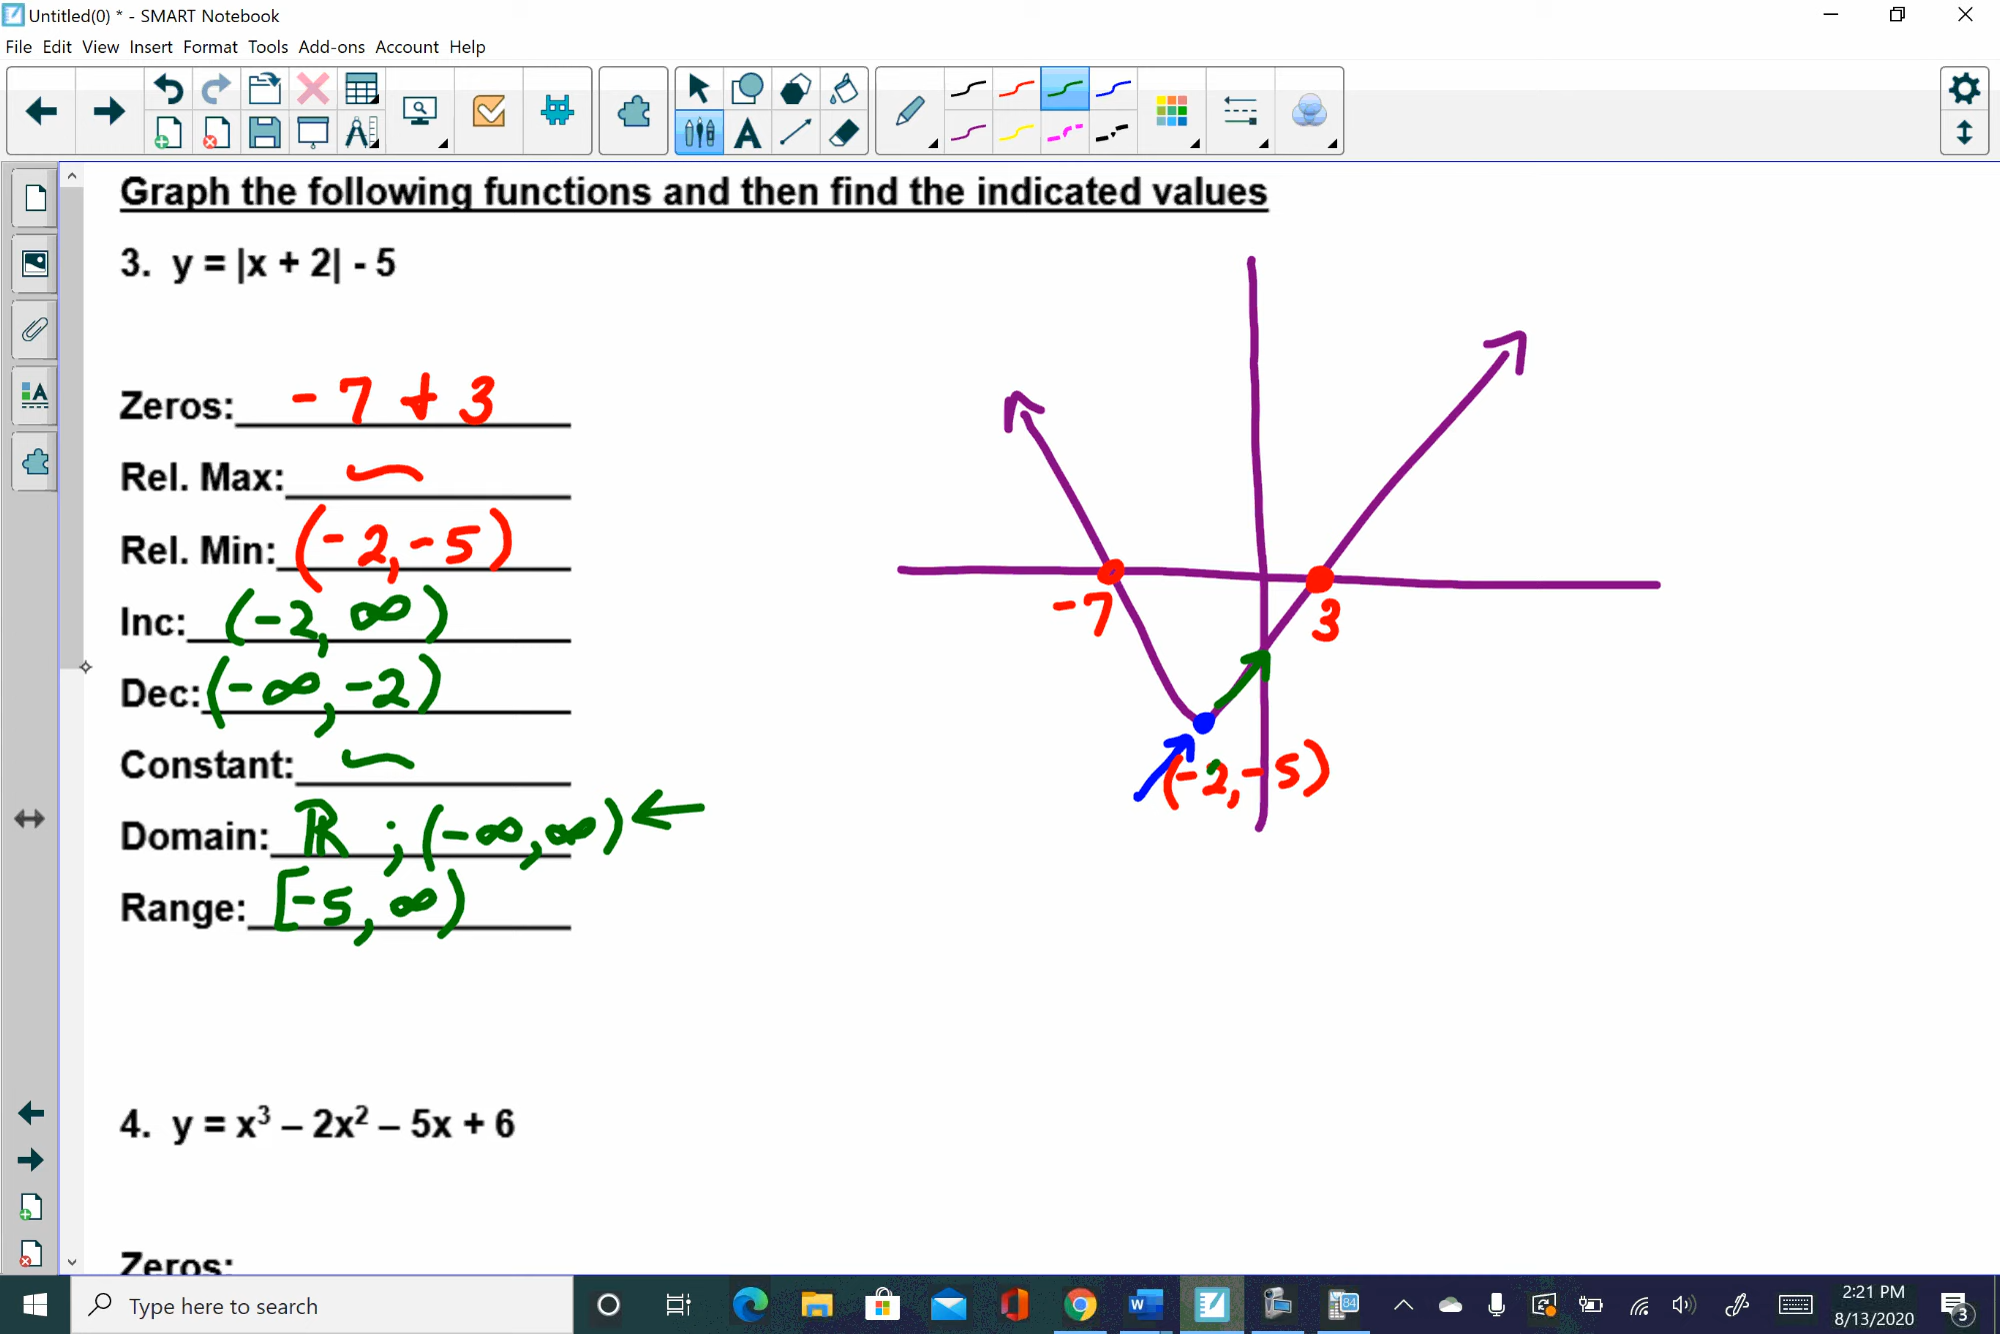 Untitled(0) * - SMART Notebook
File Edit View Insert Format Tools Add-ons Account Help
Graph the following functions and then find the indicated values
3. y = |x + 2| - 5
Zeros: -7 + 3
Rel. Max: —
Rel. Min: (-2,-5)
Inc: (-2, ∞)
Dec: (-∞,-2)
Constant: —
Domain: ℝ ; (-∞,∞) ←
Range: [-5, ∞)
-7
3
(-2,-5)
4. y = x³ – 2x² – 5x + 6
Zeros:
Type here to search
84
2:21 PM
8/13/2020
3